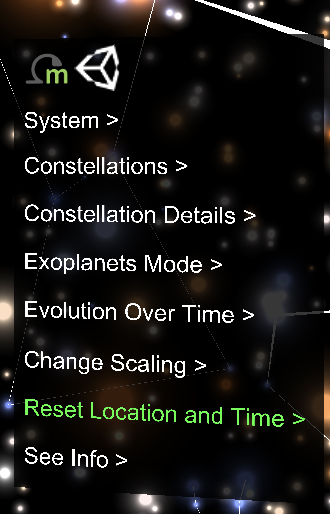 m
System >
Constellations >
Constellation Details >
Exoplanets Mode >
Evolution Over Time >
Change Scaling >
Reset Location and Time >
See Info >